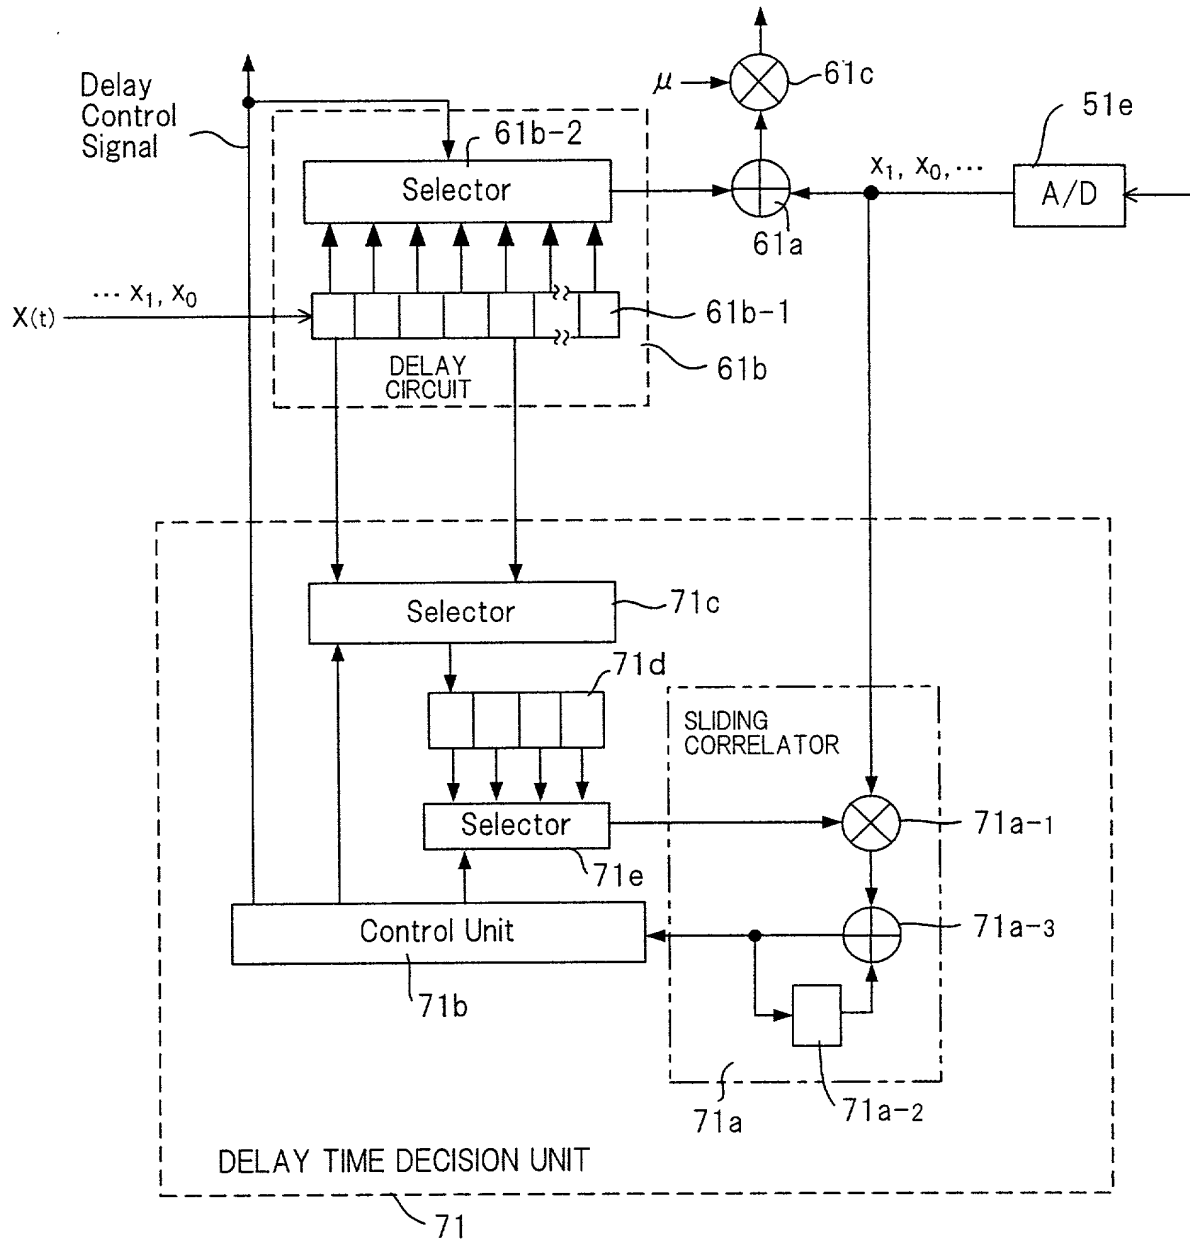 Delay
Control
Signal
μ
61c
51e
61b-2
Selector
x1, x0, ···
A/D
61a
··· x1, x0
X(t)
61b-1
61b
DELAY
CIRCUIT
Selector
71c
71d
SLIDING
CORRELATOR
Selector
71a-1
71e
Control Unit
71a-3
71b
71a
71a-2
DELAY TIME DECISION UNIT
71